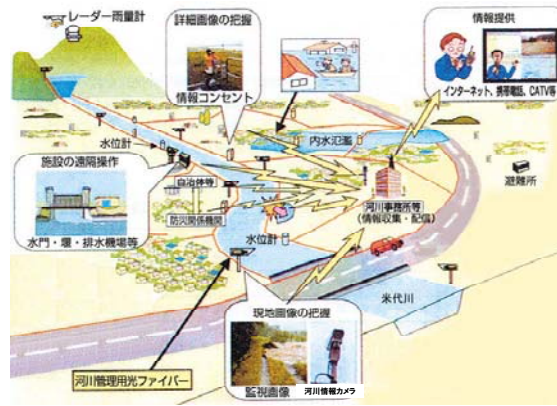 レーダー雨量計
詳細画像の把握
情報コンセント
情報提供
インターネット、携帯電話、CATV等
水位計
内水氾濫
施設の遠隔操作
水門・堰・排水機場等
自治体等
防災関係機関
河川事務所等
(情報収集・配信)
避難所
水位計
現地画像の把握
監視画像
河川情報カメラ
米代川
河川管理用光ファイバー